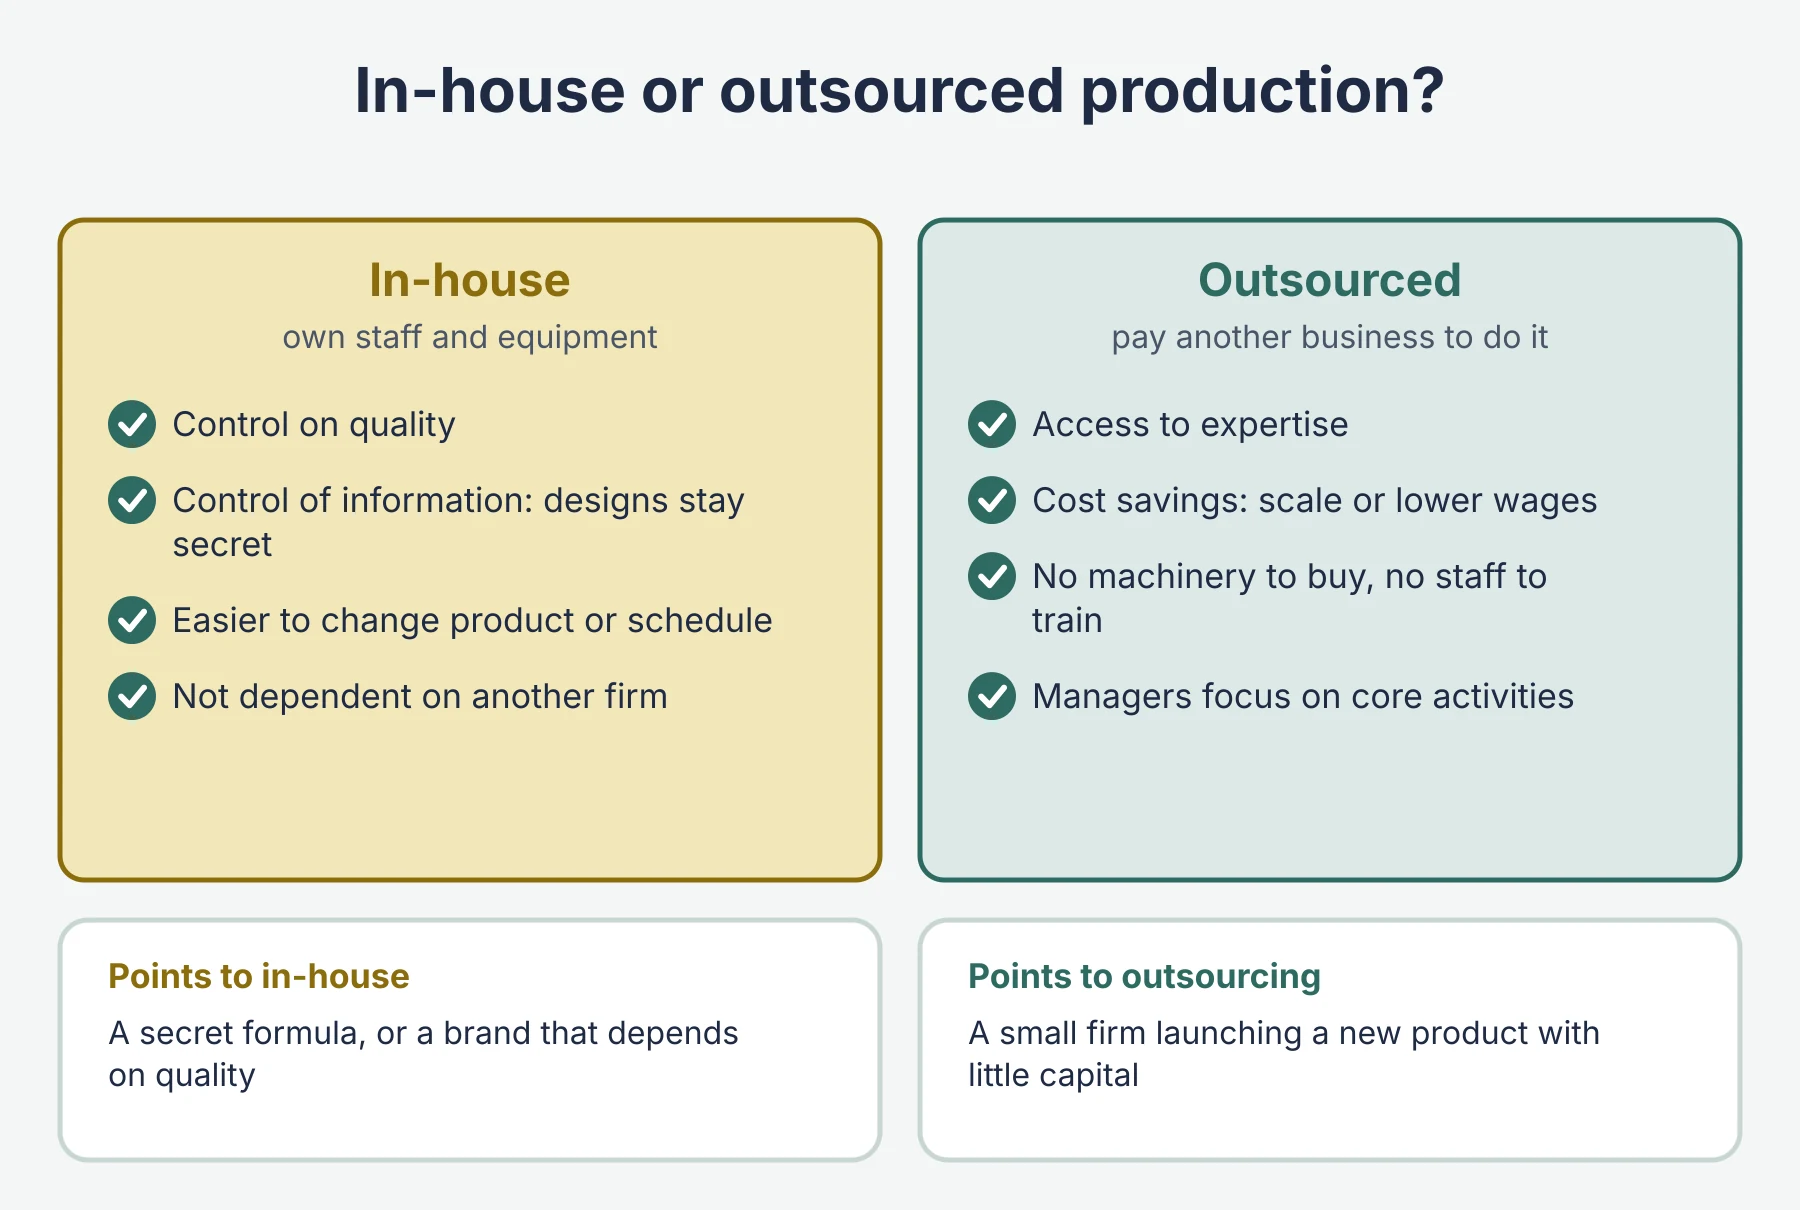 In-house or outsourced production?
In-house
own staff and equipment
Control on quality
Control of information: designs stay
secret
Easier to change product or schedule
Not dependent on another firm
Outsourced
pay another business to do it
Access to expertise
Cost savings: scale or lower wages
No machinery to buy, no staff to
train
Managers focus on core activities
Points to in-house
A secret formula, or a brand that depends
on quality
Points to outsourcing
A small firm launching a new product with
little capital